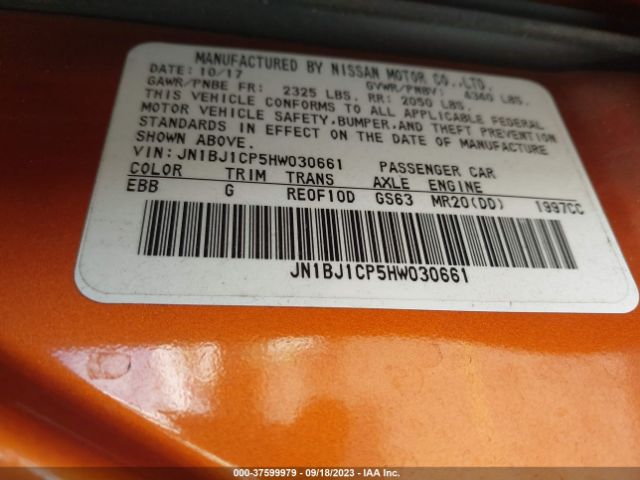 MANUFACTURED BY NISSAN MOTOR CO.,LTD.
DATE: 10/17 GVWR/PNBV: 4360 LBS.
GAWR/PNBE FR: 2325 LBS. RR: 2050 LBS.
THIS VEHICLE CONFORMS TO ALL APPLICABLE FEDERAL
MOTOR VEHICLE SAFETY,BUMPER,AND THEFT PREVENTION
STANDARDS IN EFFECT ON THE DATE OF MANUFACTURE
SHOWN ABOVE.
VIN: JN1BJ1CP5HW030661 PASSENGER CAR
COLOR TRIM TRANS AXLE ENGINE
EBB G RE0F10D GS63 MR20(DD) 1997CC
JN1BJ1CP5HW030661
000-37599979 / 09/18/2023 / IAA Inc.